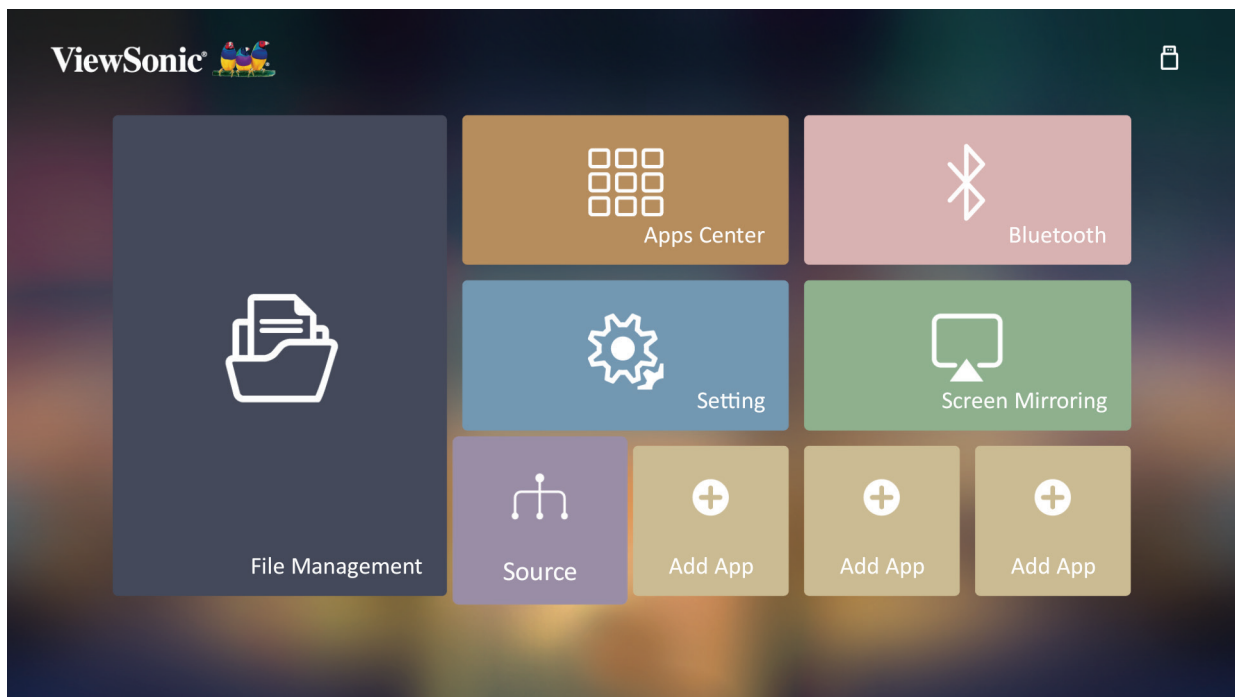 ViewSonic®
Apps Center
Bluetooth
Setting
Screen Mirroring
File Management
Source
Add App
Add App
Add App